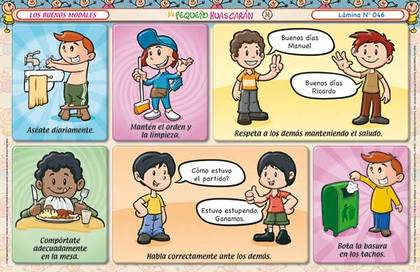 LOS BUENOS MODALES
Mi PEQUEÑO HUASCARÁN
Lámina N° 046
Aséate diariamente.
Mantén el orden y
la limpieza.
Buenos días
Manuel
Buenos días
Ricardo
Respeta a los demás manteniendo el saludo.
Compórtate
adecuadamente
en la mesa.
Cómo estuvo
el partido?
Estuvo estupendo.
Ganamos.
Habla correctamente ante los demás.
Bota la basura
en los tachos.